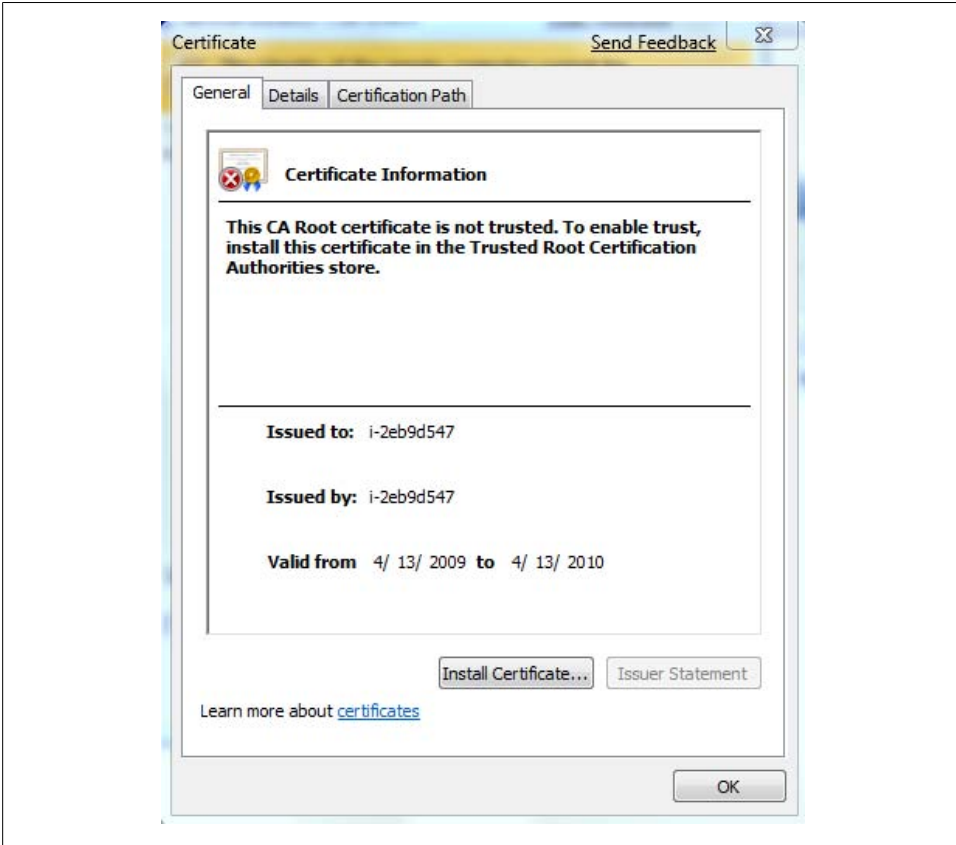 Certificate
Send Feedback
General Details Certification Path
Certificate Information
This CA Root certificate is not trusted. To enable trust,
install this certificate in the Trusted Root Certification
Authorities store.
Issued to: i-2eb9d547
Issued by: i-2eb9d547
Valid from 4/ 13/ 2009 to 4/ 13/ 2010
Install Certificate... Issuer Statement
Learn more about certificates
OK